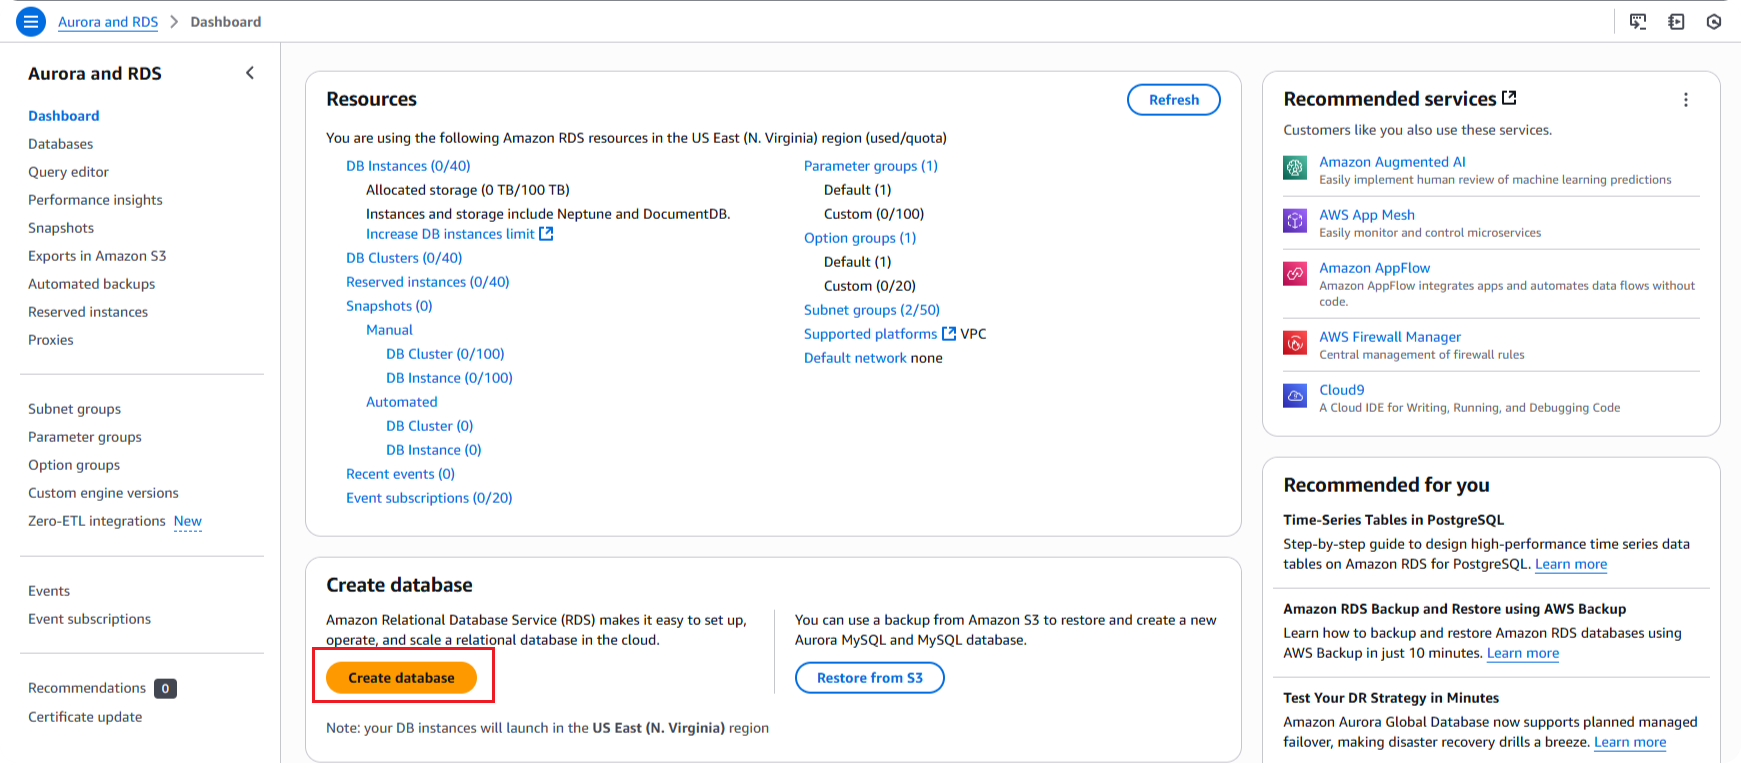 Aurora and RDS > Dashboard
Aurora and RDS
Dashboard
Databases
Query editor
Performance insights
Snapshots
Exports in Amazon S3
Automated backups
Reserved instances
Proxies
Subnet groups
Parameter groups
Option groups
Custom engine versions
Zero-ETL integrations New
Events
Event subscriptions
Recommendations 0
Certificate update
Resources
Refresh
You are using the following Amazon RDS resources in the US East (N. Virginia) region (used/quota)
DB Instances (0/40)
Allocated storage (0 TB/100 TB)
Instances and storage include Neptune and DocumentDB.
Increase DB instances limit
DB Clusters (0/40)
Reserved instances (0/40)
Snapshots (0)
Manual
DB Cluster (0/100)
DB Instance (0/100)
Automated
DB Cluster (0)
DB Instance (0)
Recent events (0)
Event subscriptions (0/20)
Parameter groups (1)
Default (1)
Custom (0/100)
Option groups (1)
Default (1)
Custom (0/20)
Subnet groups (2/50)
Supported platforms VPC
Default network none
Create database
Amazon Relational Database Service (RDS) makes it easy to set up,
operate, and scale a relational database in the cloud.
Create database
You can use a backup from Amazon S3 to restore and create a new
Aurora MySQL and MySQL database.
Restore from S3
Note: your DB instances will launch in the US East (N. Virginia) region
Recommended services
Customers like you also use these services.
Amazon Augmented AI
Easily implement human review of machine learning predictions
AWS App Mesh
Easily monitor and control microservices
Amazon AppFlow
Amazon AppFlow integrates apps and automates data flows without
code.
AWS Firewall Manager
Central management of firewall rules
Cloud9
A Cloud IDE for Writing, Running, and Debugging Code
Recommended for you
Time-Series Tables in PostgreSQL
Step-by-step guide to design high-performance time series data
tables on Amazon RDS for PostgreSQL. Learn more
Amazon RDS Backup and Restore using AWS Backup
Learn how to backup and restore Amazon RDS databases using
AWS Backup in just 10 minutes. Learn more
Test Your DR Strategy in Minutes
Amazon Aurora Global Database now supports planned managed
failover, making disaster recovery drills a breeze. Learn more